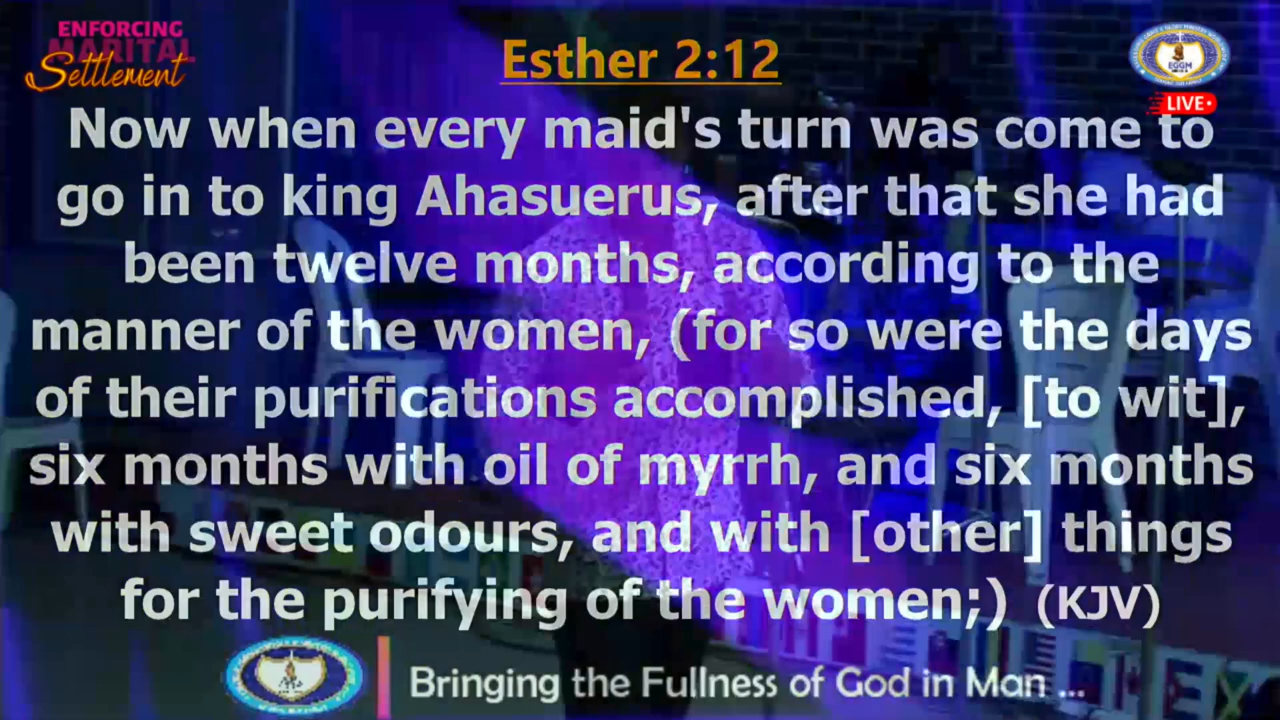 ENFORCING
MARITAL
Settlement
Esther 2:12
EGGM
LIVE
Now when every maid's turn was come to
go in to king Ahasuerus, after that she had
been twelve months, according to the
manner of the women, (for so were the days
of their purifications accomplished, [to wit],
six months with oil of myrrh, and six months
with sweet odours, and with [other] things
for the purifying of the women;) (KJV)
Bringing the Fullness of God in Man ...